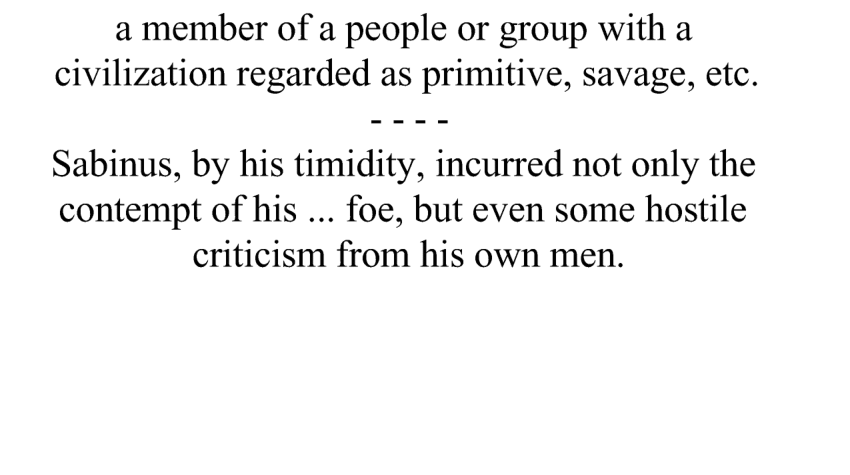 a member of a people or group with a
civilization regarded as primitive, savage, etc.
- - - -
Sabinus, by his timidity, incurred not only the
contempt of his ... foe, but even some hostile
criticism from his own men.